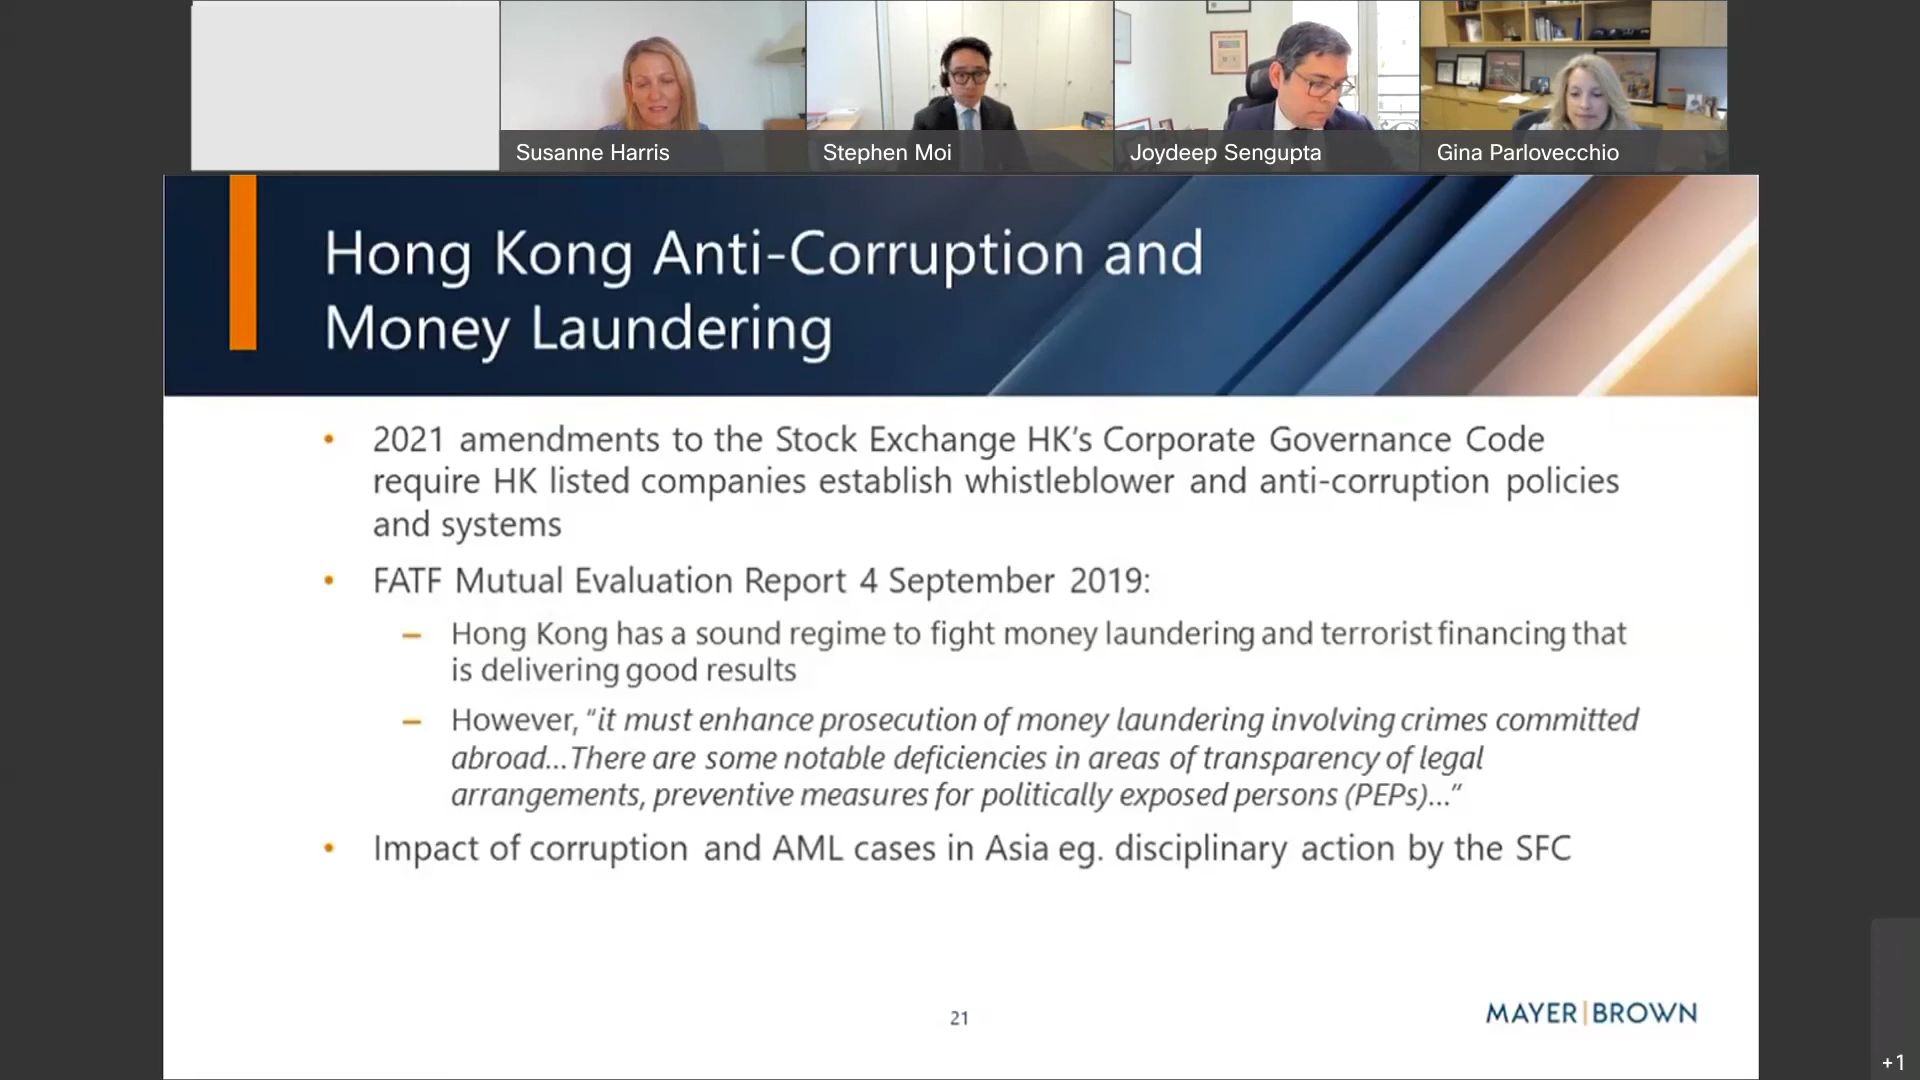 Susanne Harris
Stephen Moi
Joydeep Sengupta
Gina Parlovecchio
Hong Kong Anti-Corruption and
Money Laundering
• 2021 amendments to the Stock Exchange HK’s Corporate Governance Code
require HK listed companies establish whistleblower and anti-corruption policies
and systems
• FATF Mutual Evaluation Report 4 September 2019:
– Hong Kong has a sound regime to fight money laundering and terrorist financing that
is delivering good results
– However, “it must enhance prosecution of money laundering involving crimes committed
abroad…There are some notable deficiencies in areas of transparency of legal
arrangements, preventive measures for politically exposed persons (PEPs)…”
• Impact of corruption and AML cases in Asia eg. disciplinary action by the SFC
21
MAYER|BROWN
+1